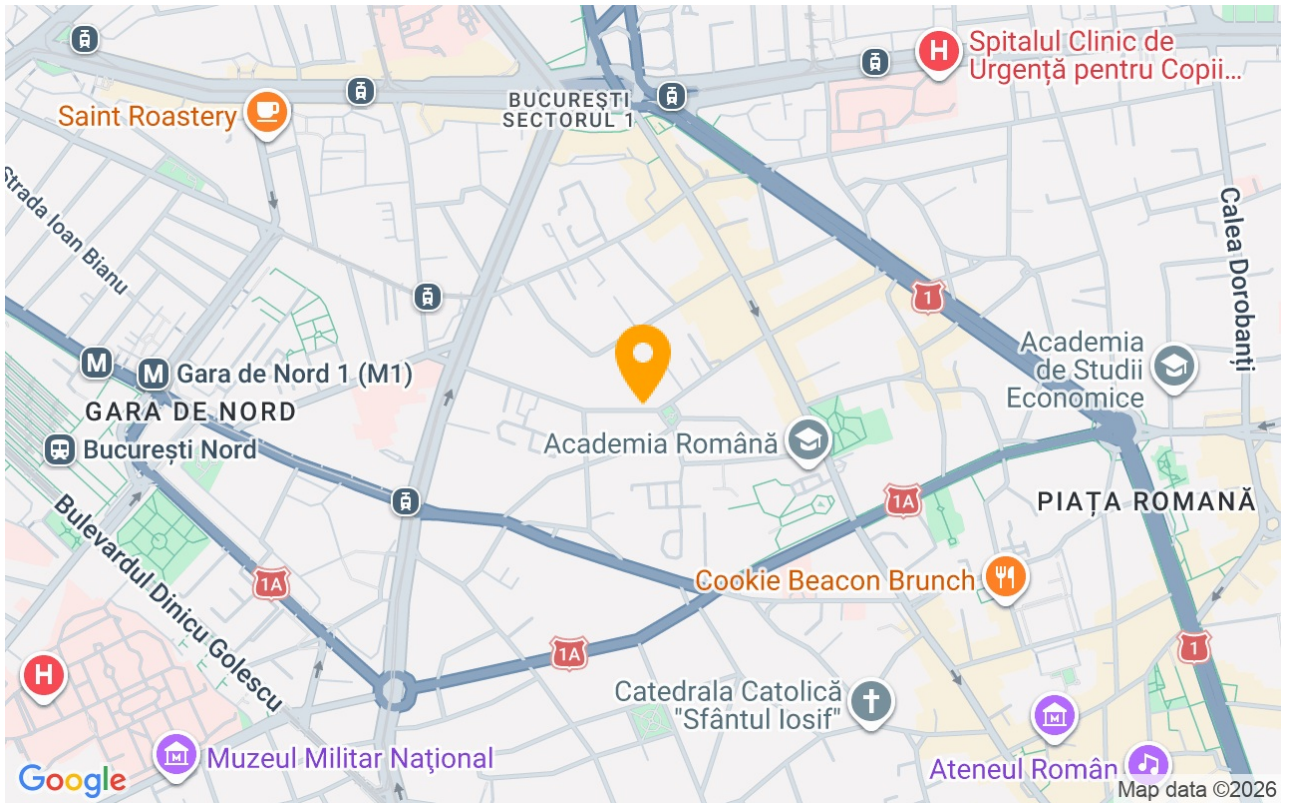 Spitalul Clinic de
Urgență pentru Copii...
H
BUCUREȘTI
SECTORUL 1
Saint Roastery
Strada Ioan Bianu
Calea Dorobanți
1
Academia
de Studii
Economice
M
M
Gara de Nord 1 (M1)
GARA DE NORD
București Nord
Academia Română
1A
PIAȚA ROMANĂ
Bulevardul Dinicu Golescu
1A
Cookie Beacon Brunch
1A
1
H
Catedrala Catolică
"Sfântul Iosif"
Muzeul Militar Național
Ateneul Român
Google
Map data ©2026